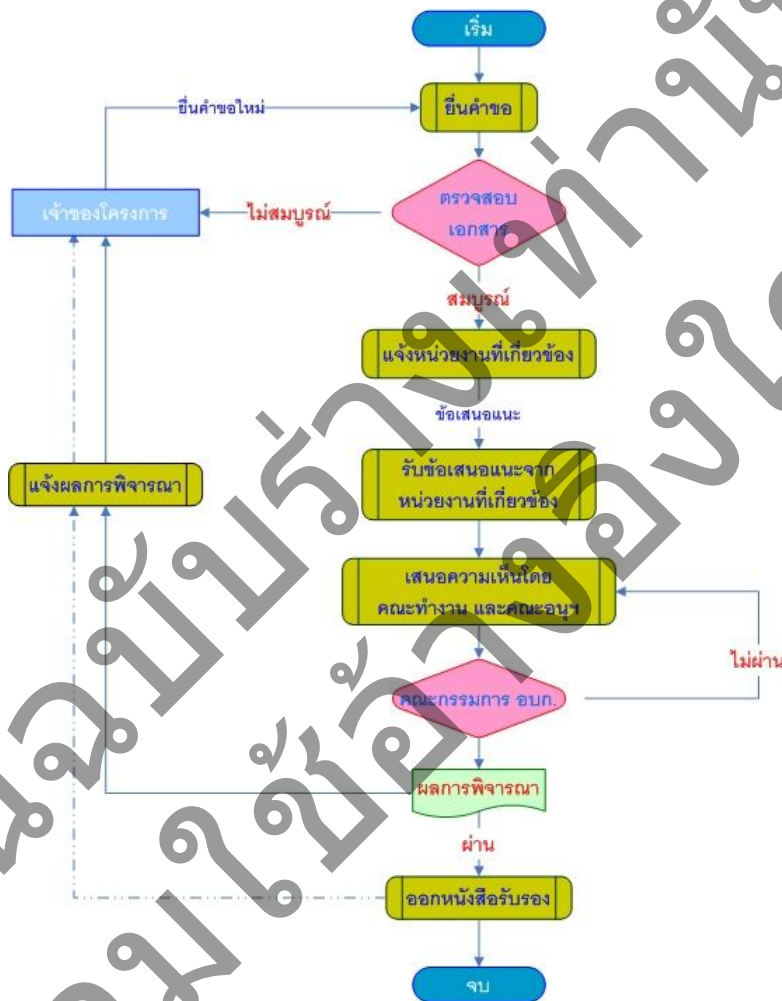 เริ่ม
ยื่นคำขอใหม่
ยื่นคำขอ
เจ้าของโครงการ
ไม่สมบูรณ์
ตรวจสอบ
เอกสาร
สมบูรณ์
แจ้งหน่วยงานที่เกี่ยวข้อง
ข้อเสนอแนะ
แจ้งผลการพิจารณา
รับข้อเสนอแนะจาก
หน่วยงานที่เกี่ยวข้อง
เสนอความเห็นโดย
คณะทำงาน และคณะอนุฯ
ไม่ผ่าน
คณะกรรมการ อบก.
ผลการพิจารณา
ผ่าน
ออกหนังสือรับรอง
จบ